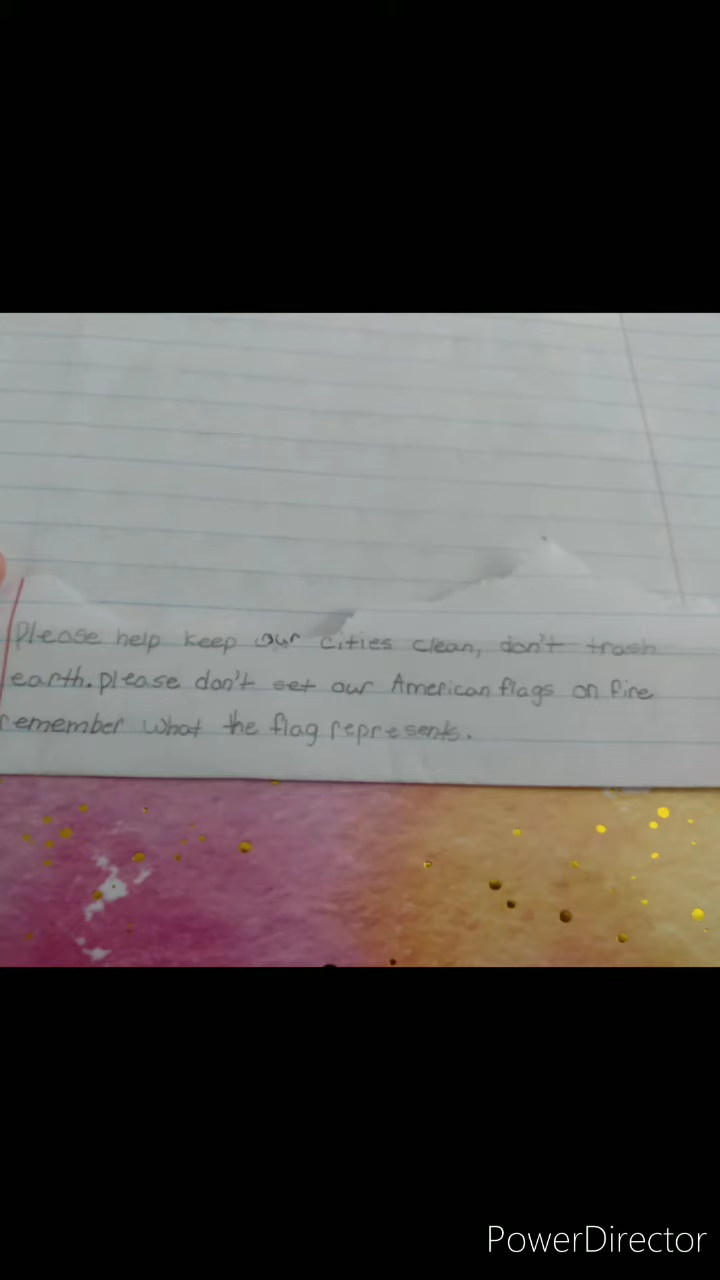 Please help keep our cities clean, don't trash
earth. please don't set our American flags on fire
remember what the flag represents.
PowerDirector